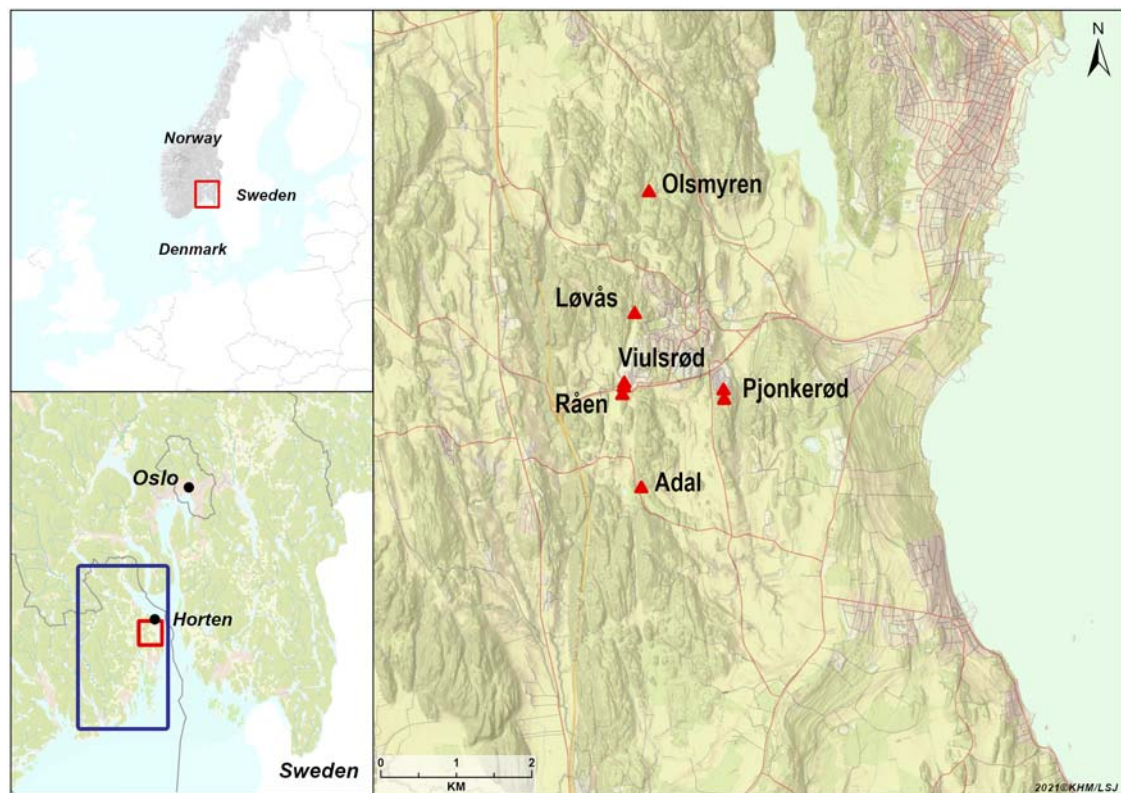 Norway
Sweden
Denmark
Oslo
Horten
Sweden
N
Olsmyren
Løvås
Viulsrød
Råen
Pjonkerød
Adal
0 1 2
KM
2021©KHM/LSJ